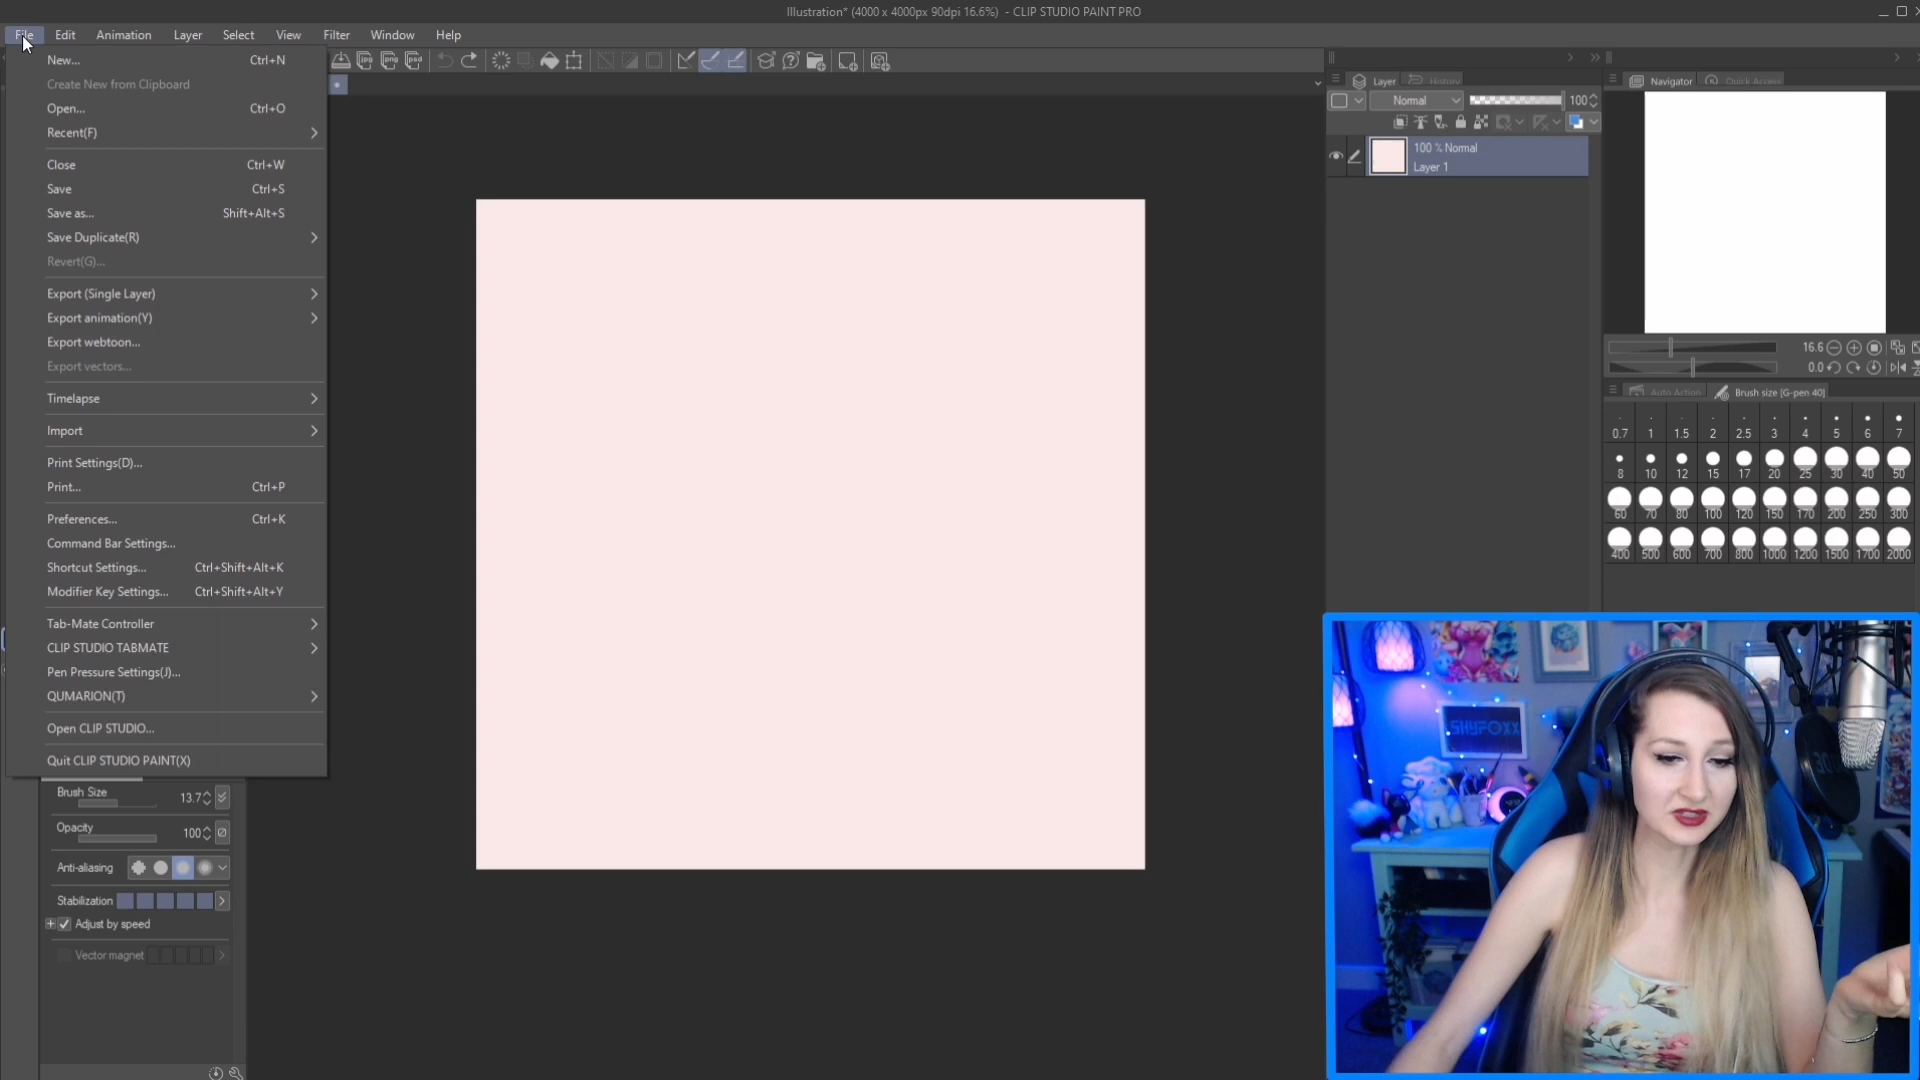 Illustration* (4000 x 4000px 90dpi 16.6%) - CLIP STUDIO PAINT PRO
File Edit Animation Layer Select View Filter Window Help
New... Ctrl+N
Create New from Clipboard
Open... Ctrl+O
Recent(F)
Close Ctrl+W
Save Ctrl+S
Save as... Shift+Alt+S
Save Duplicate(R)
Revert(G)...
Export (Single Layer)
Export animation(Y)
Export webtoon...
Export vectors...
Timelapse
Import
Print Settings(D)...
Print... Ctrl+P
Preferences... Ctrl+K
Command Bar Settings...
Shortcut Settings... Ctrl+Shift+Alt+K
Modifier Key Settings... Ctrl+Shift+Alt+Y
Tab-Mate Controller
CLIP STUDIO TABMATE
Pen Pressure Settings(J)...
QUMARION(T)
Open CLIP STUDIO...
Quit CLIP STUDIO PAINT(X)
Brush Size 13.7
Opacity 100
Anti-aliasing
Stabilization
Adjust by speed
Vector magnet
Layer History
Normal 100
100 % Normal
Layer 1
Navigator Quick Access
16.6
0.0
Auto Action Brush size [G-pen 40]
0.7 1 1.5 2 2.5 3 4 5 6 7
8 10 12 15 17 20 25 30 40 50
60 70 80 100 120 150 170 200 250 300
400 500 600 700 800 1000 1200 1500 1700 2000
SHYFOXX